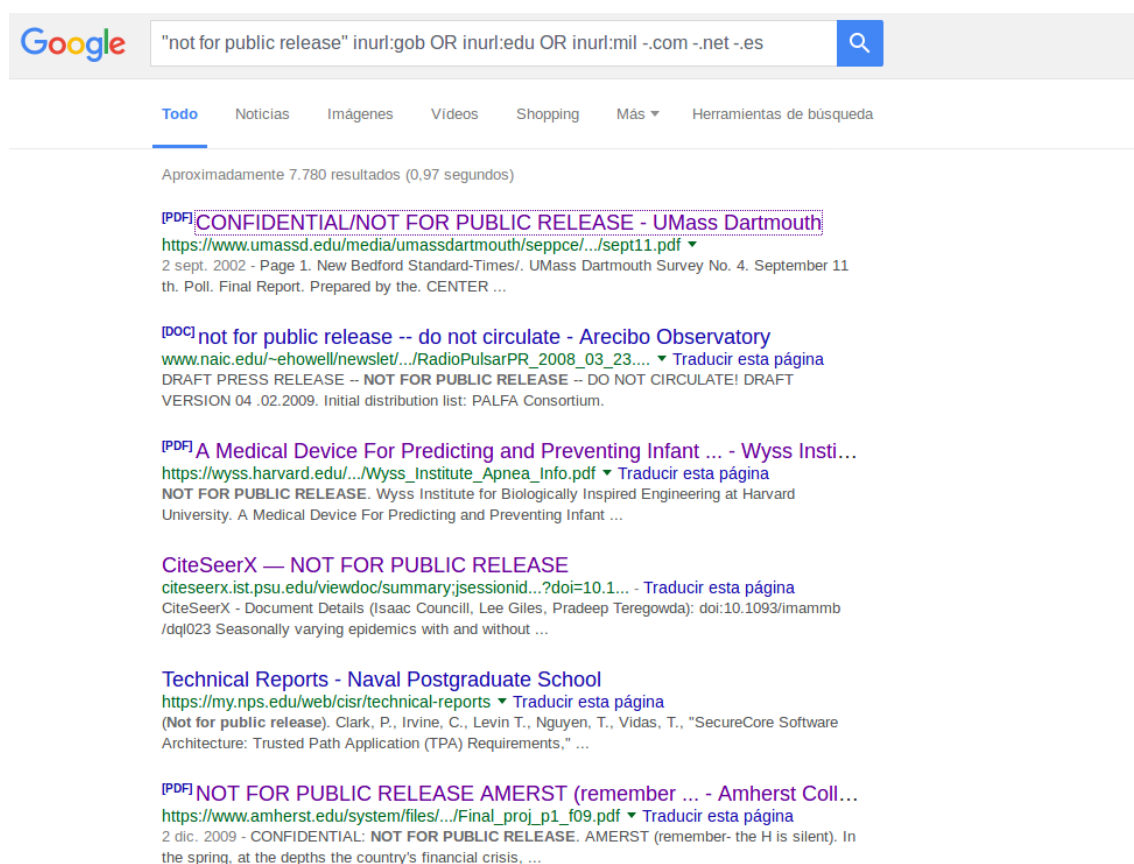 Google
"not for public release" inurl:gob OR inurl:edu OR inurl:mil -.com -.net -.es
Todo Noticias Imágenes Vídeos Shopping Más Herramientas de búsqueda
Aproximadamente 7.780 resultados (0,97 segundos)
[PDF] CONFIDENTIAL/NOT FOR PUBLIC RELEASE - UMass Dartmouth
https://www.umassd.edu/media/umassdartmouth/seppce/.../sept11.pdf
2 sept. 2002 - Page 1. New Bedford Standard-Times/. UMass Dartmouth Survey No. 4. September 11
th. Poll. Final Report. Prepared by the. CENTER ...
[DOC] not for public release -- do not circulate - Arecibo Observatory
www.naic.edu/~ehowell/newslet/.../RadioPulsarPR_2008_03_23.... Traducir esta página
DRAFT PRESS RELEASE -- NOT FOR PUBLIC RELEASE -- DO NOT CIRCULATE! DRAFT
VERSION 04 .02.2009. Initial distribution list: PALFA Consortium.
[PDF] A Medical Device For Predicting and Preventing Infant ... - Wyss Insti...
https://wyss.harvard.edu/.../Wyss_Institute_Apnea_Info.pdf Traducir esta página
NOT FOR PUBLIC RELEASE. Wyss Institute for Biologically Inspired Engineering at Harvard
University. A Medical Device For Predicting and Preventing Infant ...
CiteSeerX — NOT FOR PUBLIC RELEASE
citeseerx.ist.psu.edu/viewdoc/summary;jsessionid...?doi=10.1... - Traducir esta página
CiteSeerX - Document Details (Isaac Councill, Lee Giles, Pradeep Teregowda): doi:10.1093/imammb
/dql023 Seasonally varying epidemics with and without ...
Technical Reports - Naval Postgraduate School
https://my.nps.edu/web/cisr/technical-reports Traducir esta página
(Not for public release). Clark, P., Irvine, C., Levin T., Nguyen, T., Vidas, T., "SecureCore Software
Architecture: Trusted Path Application (TPA) Requirements," ...
[PDF] NOT FOR PUBLIC RELEASE AMERST (remember ... - Amherst Coll...
https://www.amherst.edu/system/files/.../Final_proj_p1_f09.pdf Traducir esta página
2 dic. 2009 - CONFIDENTIAL: NOT FOR PUBLIC RELEASE. AMERST (remember- the H is silent). In
the spring, at the depths the country's financial crisis, ...